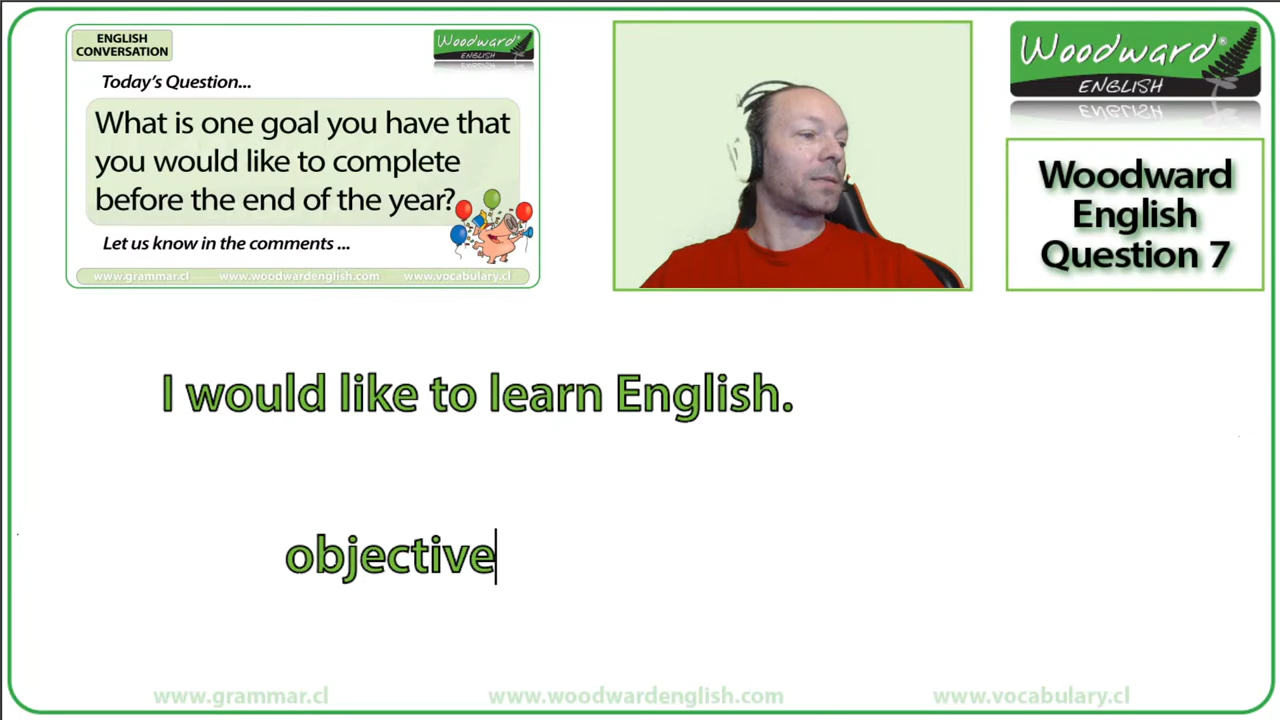 ENGLISH
CONVERSATION
Woodward
ENGLISH
Today's Question...
What is one goal you have that
you would like to complete
before the end of the year?
Let us know in the comments ...
www.grammar.cl www.woodwardenglish.com www.vocabulary.cl
Woodward®
ENGLISH
Woodward
English
Question 7
I would like to learn English.
objective
www.grammar.cl www.woodwardenglish.com www.vocabulary.cl